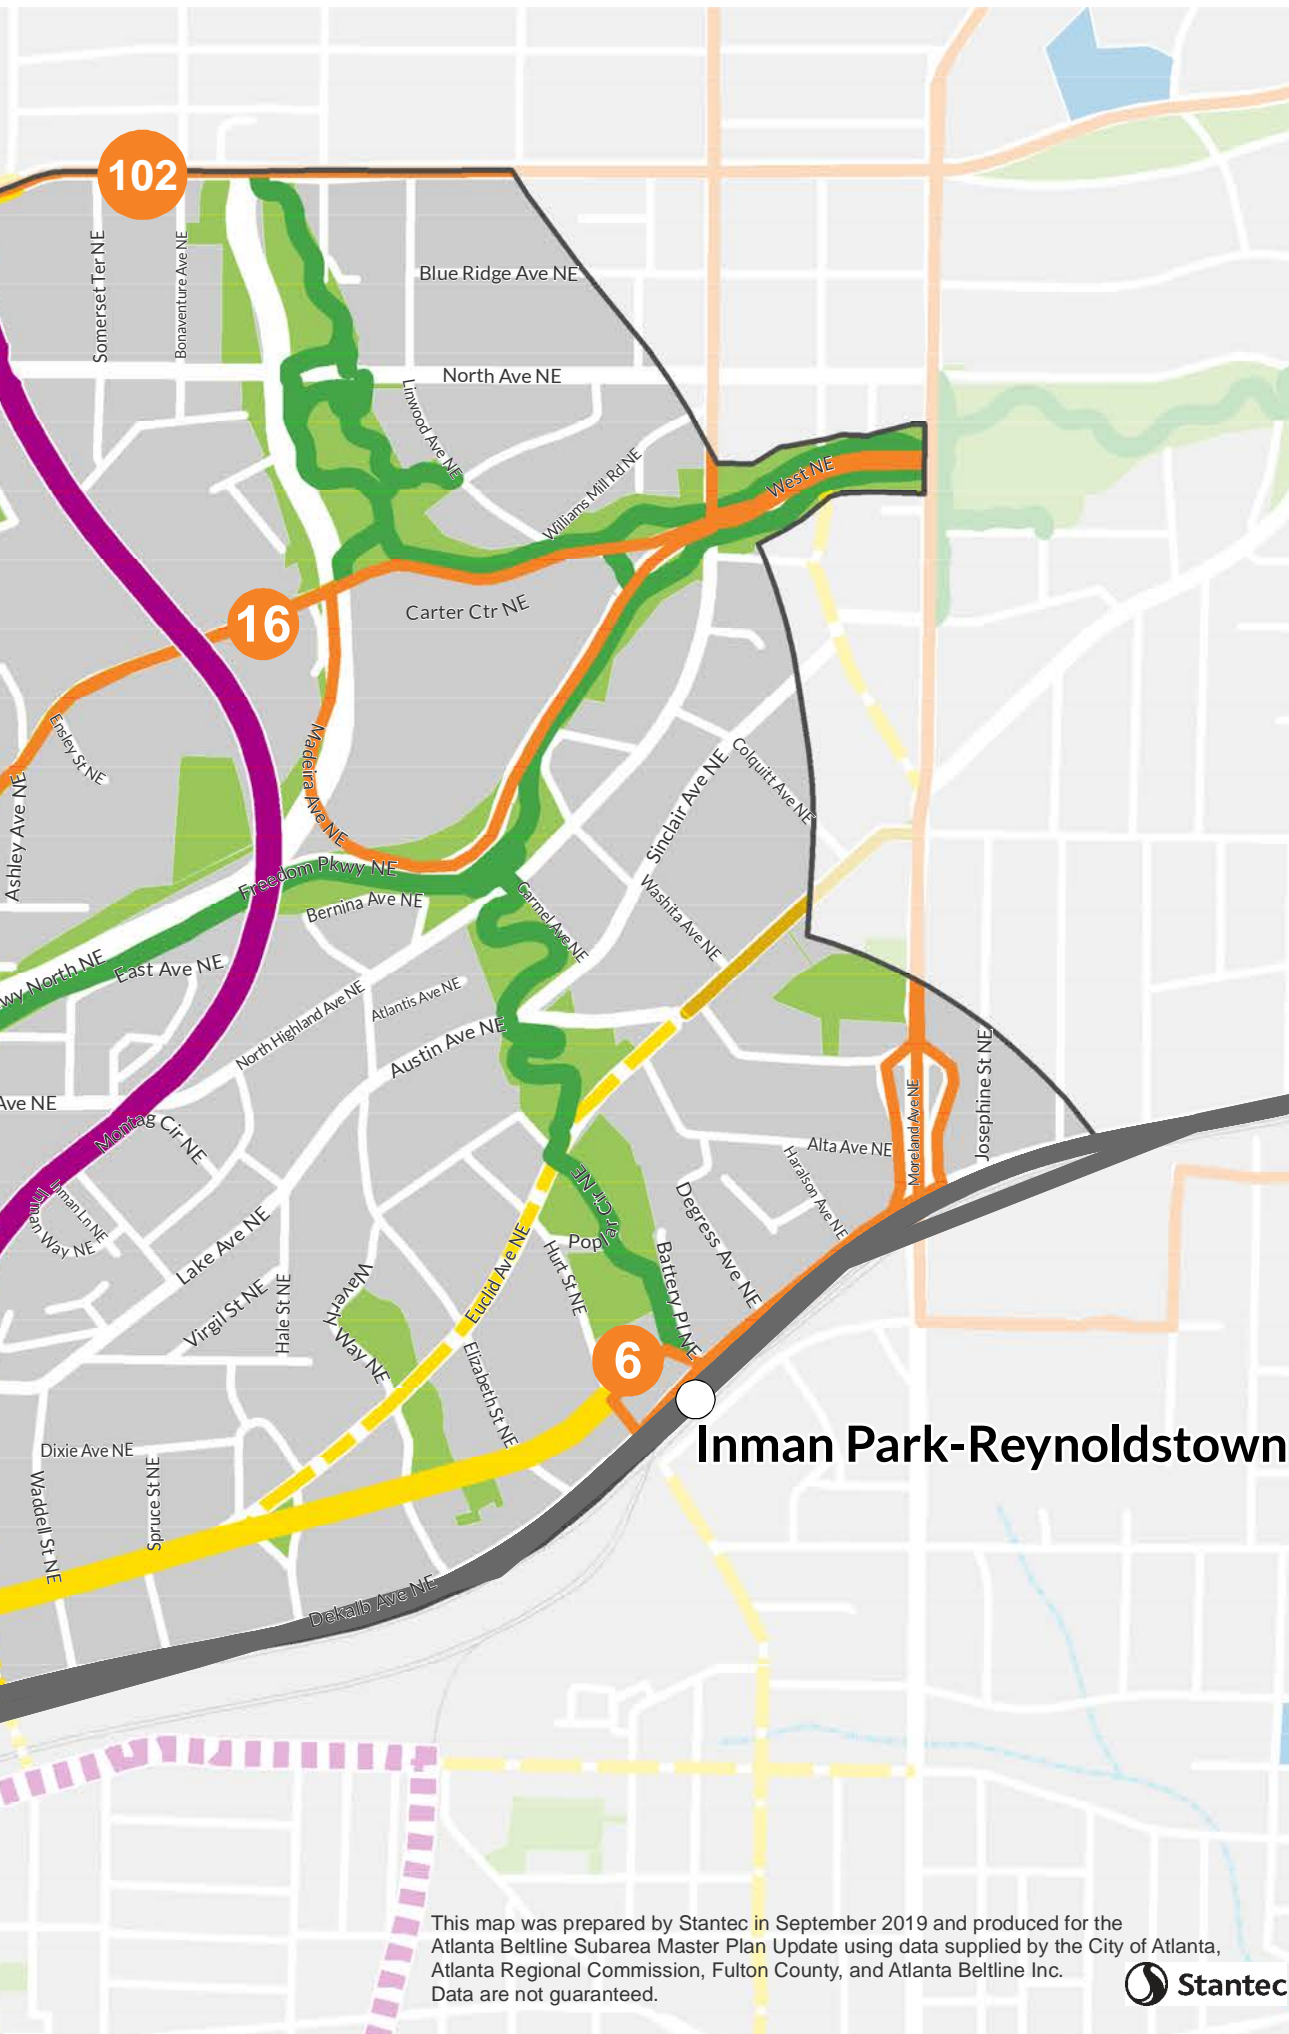 102
Somerset Ter NE
Bonaventure Ave NE
Blue Ridge Ave NE
North Ave NE
Linwood Ave NE
Williams Mill Rd NE
West NE
16
Carter Ctr NE
Ensley St NE
Ashley Ave NE
Madeira Ave NE
Colquitt Ave NE
Sinclair Ave NE
Freedom Pkwy NE
Bernina Ave NE
Carmel Ave NE
Washita Ave NE
wy North NE
East Ave NE
North Highland Ave NE
Atlantis Ave NE
Austin Ave NE
Ave NE
Montag Cir NE
Josephine St NE
Moreland Ave NE
Alta Ave NE
Haralson Ave NE
Inman Ln NE
Inman Way NE
Lake Ave NE
Poplar Cir NE
Degress Ave NE
Battery Pl NE
Hurt St NE
Euclid Ave NE
Virgil St NE
Hale St NE
Waverly Way NE
Elizabeth St NE
6
Inman Park-Reynoldstown
Dixie Ave NE
Waddell St NE
Spruce St NE
Dekalb Ave NE
This map was prepared by Stantec in September 2019 and produced for the
Atlanta Beltline Subarea Master Plan Update using data supplied by the City of Atlanta,
Atlanta Regional Commission, Fulton County, and Atlanta Beltline Inc.
Data are not guaranteed.
Stantec